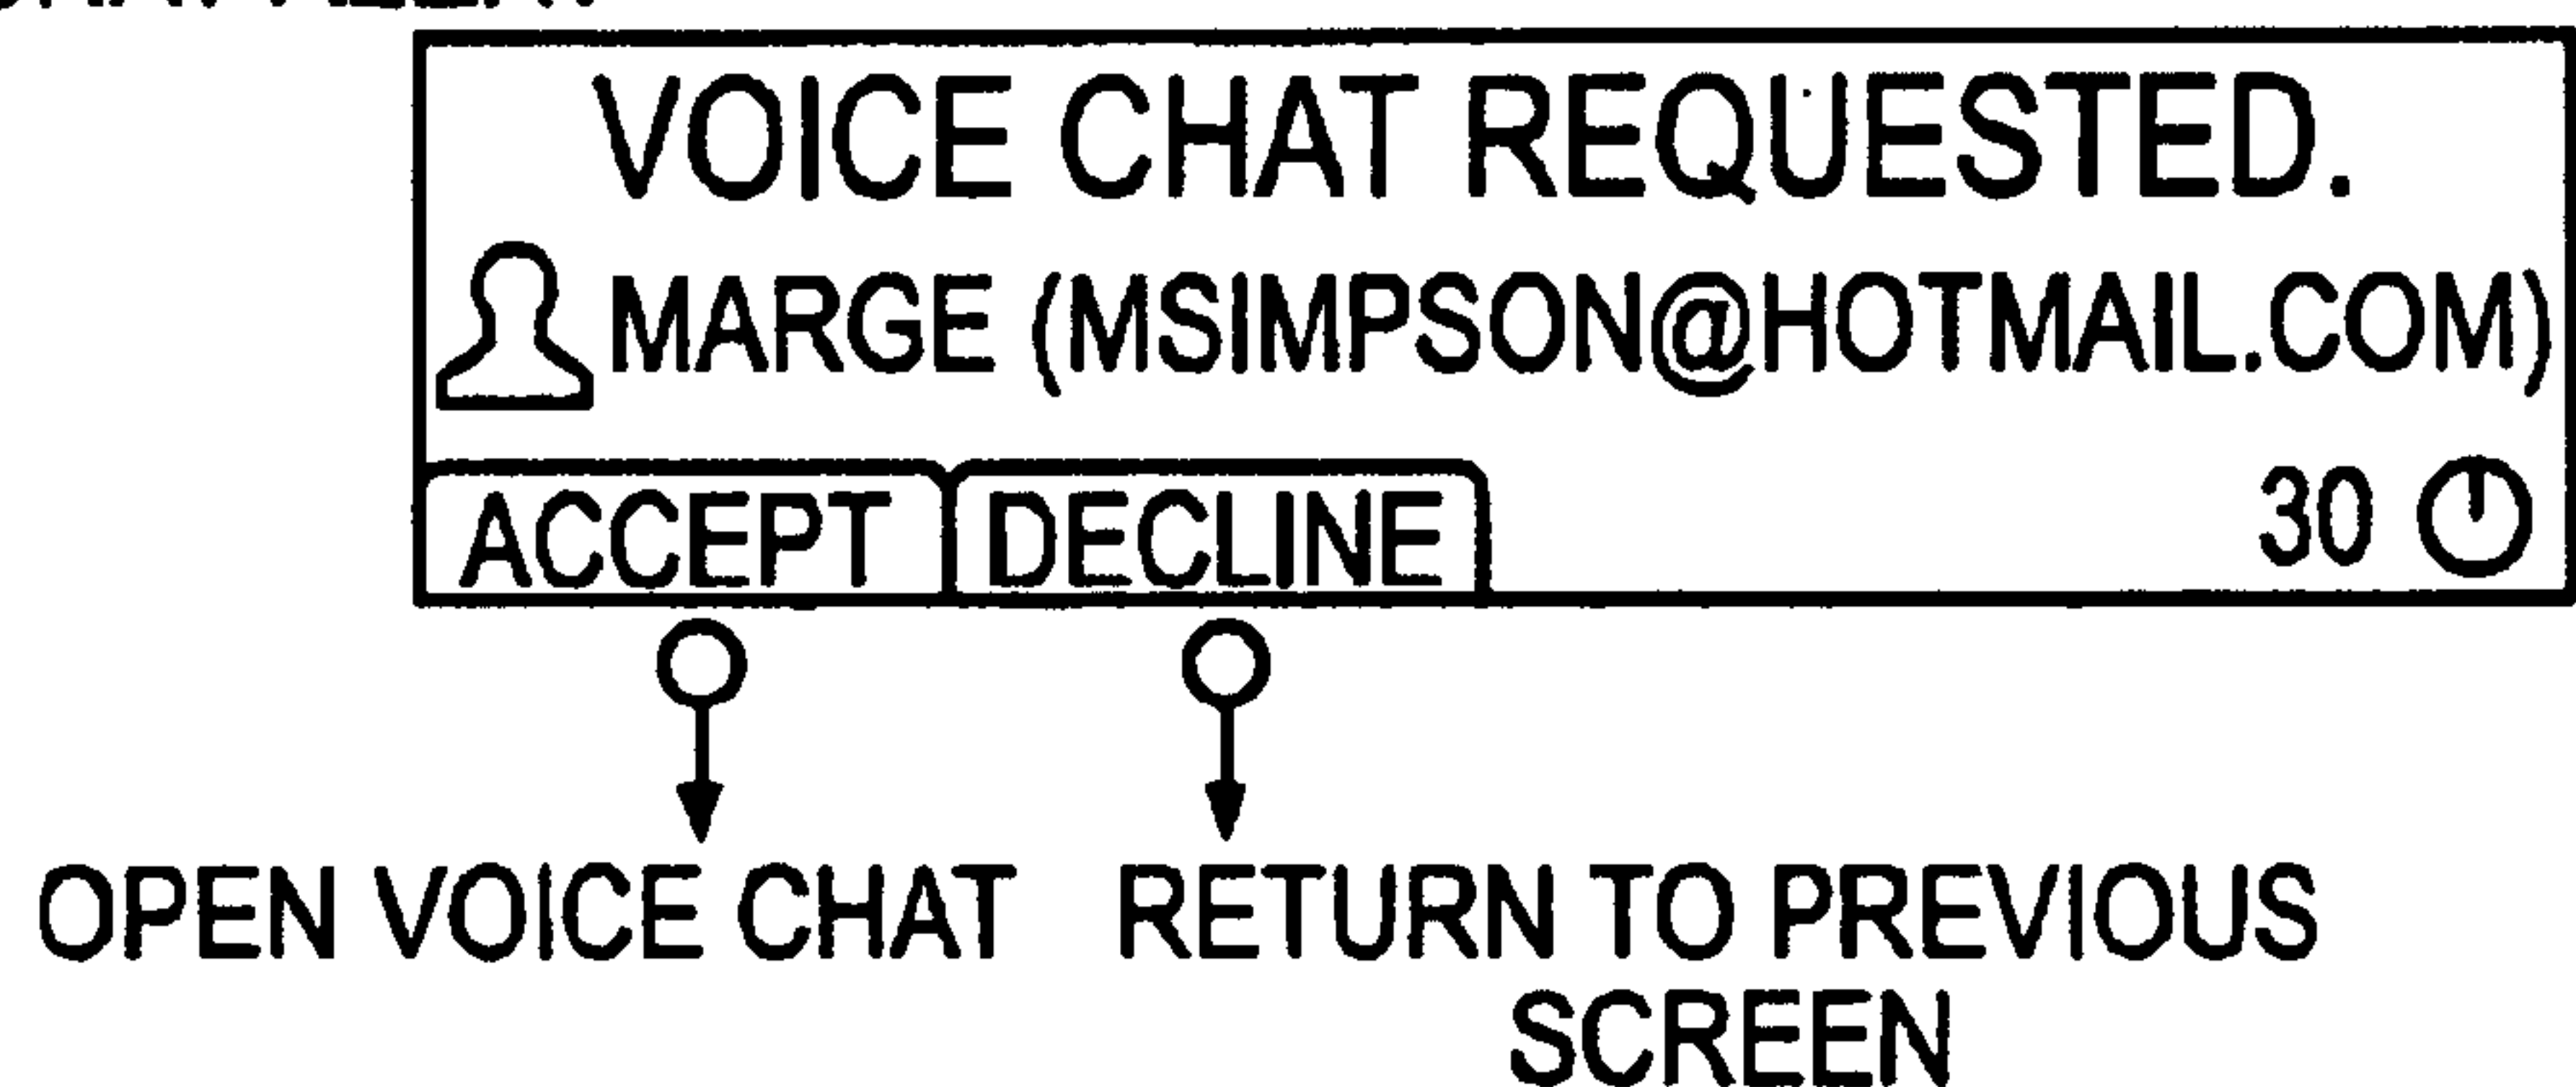 VOICE CHAT REQUESTED.
MARGE (MSIMPSON@HOTMAIL.COM)
ACCEPT DECLINE 30
OPEN VOICE CHAT RETURN TO PREVIOUS
SCREEN